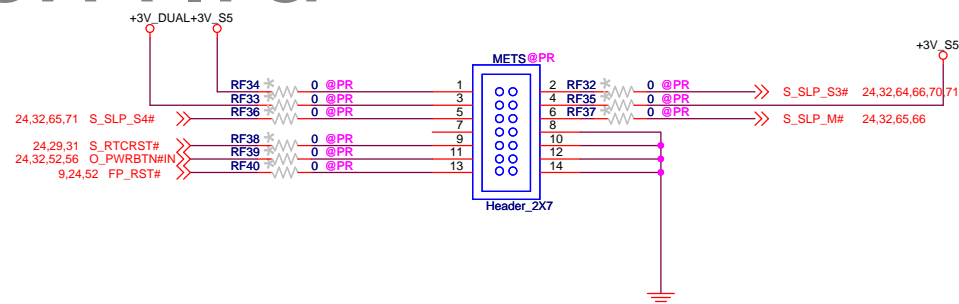 +3V_DUAL+3V_S5
+3V_S5
METS@PR
RF34 * 0 @PR 1 2 RF32 * 0 @PR S_SLP_S3# 24,32,64,66,70,71
RF33 * 0 @PR 3 4 RF35 * 0 @PR
24,32,65,71 S_SLP_S4# RF36 * 0 @PR 5 6 RF37 * 0 @PR S_SLP_M# 24,32,65,66
7 8
24,29,31 S_RTCRST# RF38 * 0 @PR 9 10
24,32,52,56 O_PWRBTN#IN RF39 * 0 @PR 11 12
9,24,52 FP_RST# RF40 * 0 @PR 13 14
Header_2X7